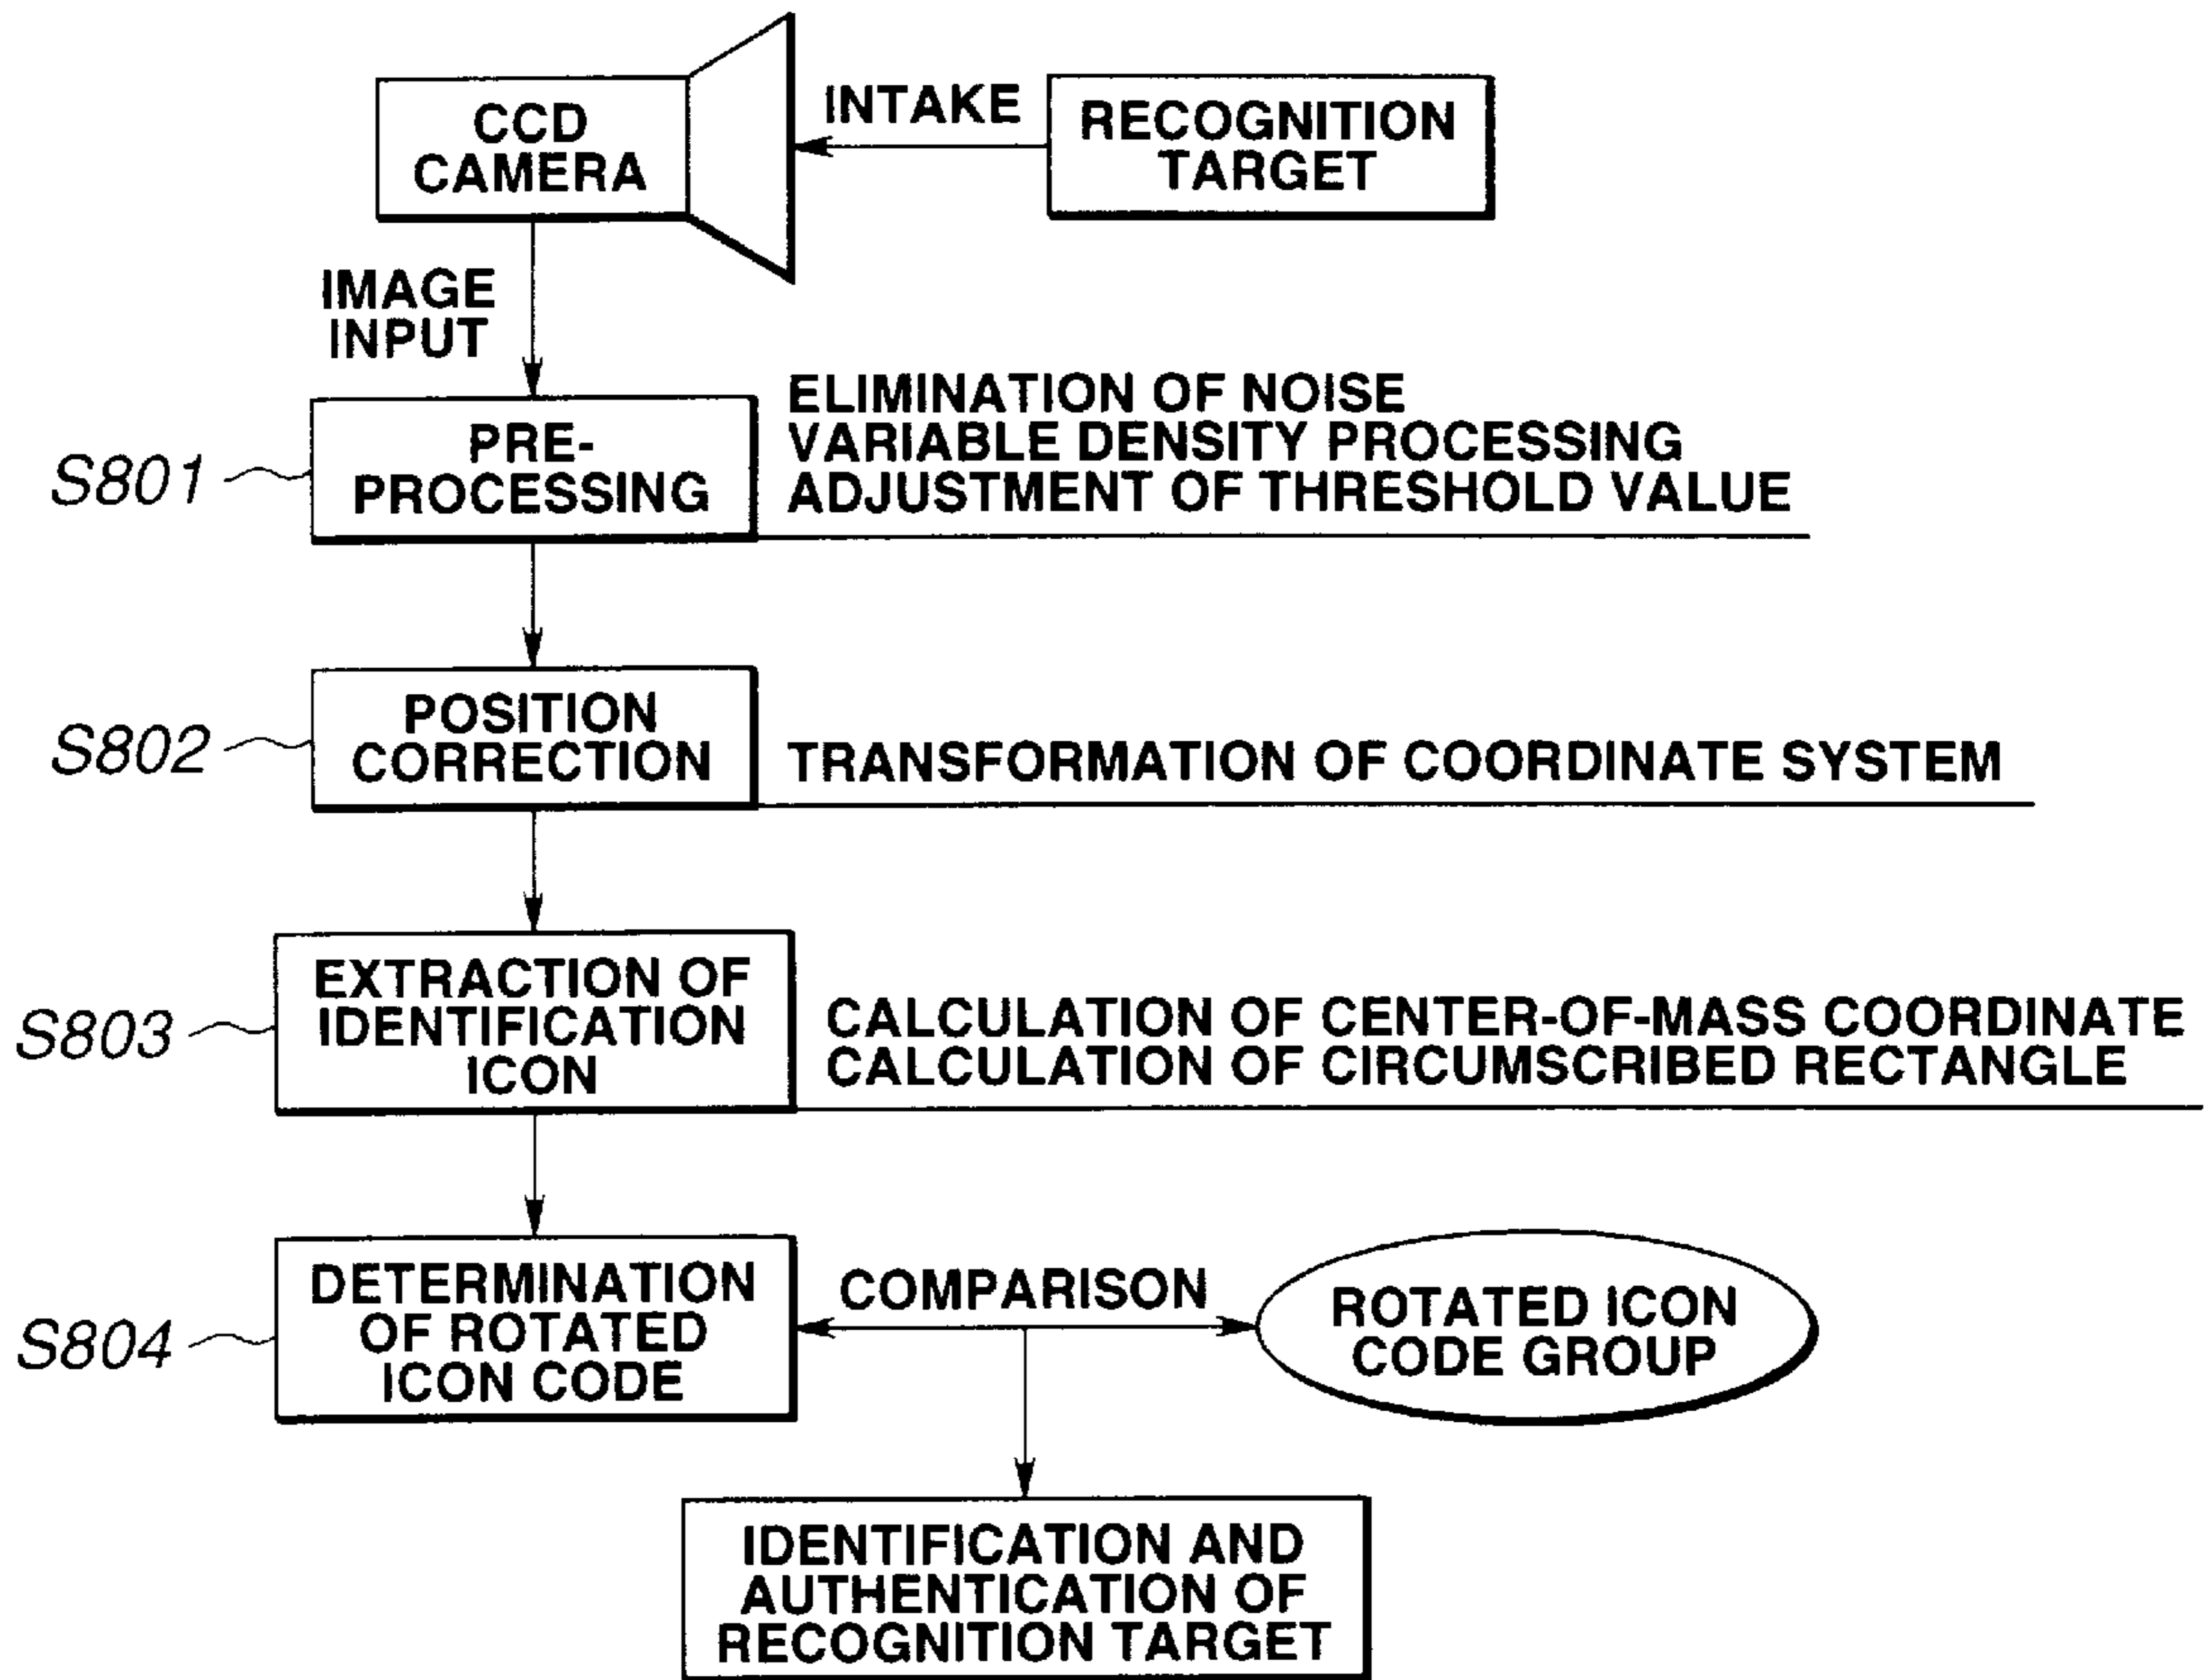 CCD
CAMERA
INTAKE
RECOGNITION
TARGET
IMAGE
INPUT
S801
PRE-
PROCESSING
ELIMINATION OF NOISE
VARIABLE DENSITY PROCESSING
ADJUSTMENT OF THRESHOLD VALUE
S802
POSITION
CORRECTION
TRANSFORMATION OF COORDINATE SYSTEM
S803
EXTRACTION OF
IDENTIFICATION
ICON
CALCULATION OF CENTER-OF-MASS COORDINATE
CALCULATION OF CIRCUMSCRIBED RECTANGLE
S804
DETERMINATION
OF ROTATED
ICON CODE
COMPARISON
ROTATED ICON
CODE GROUP
IDENTIFICATION AND
AUTHENTICATION OF
RECOGNITION TARGET